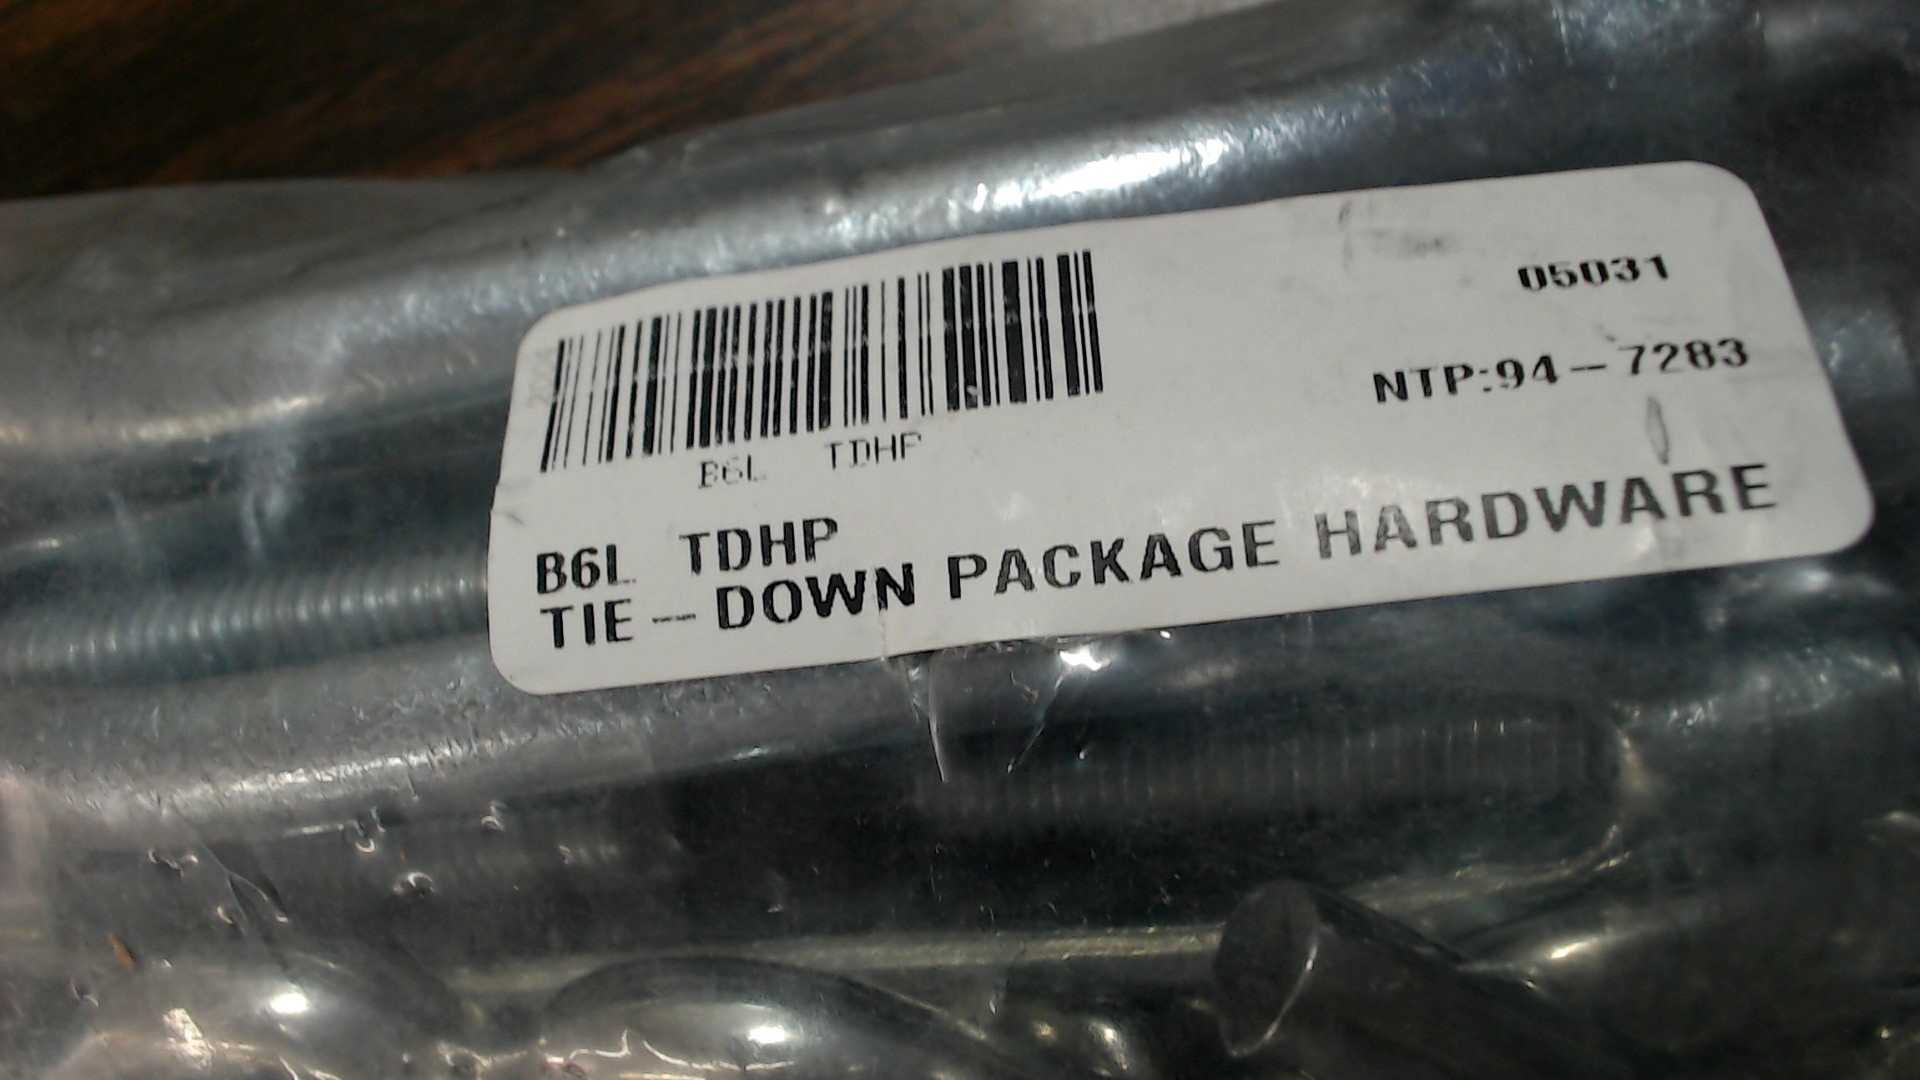 05031
NTP:94-7283
B6L TDHP
B6L TDHP
TIE-DOWN PACKAGE HARDWARE